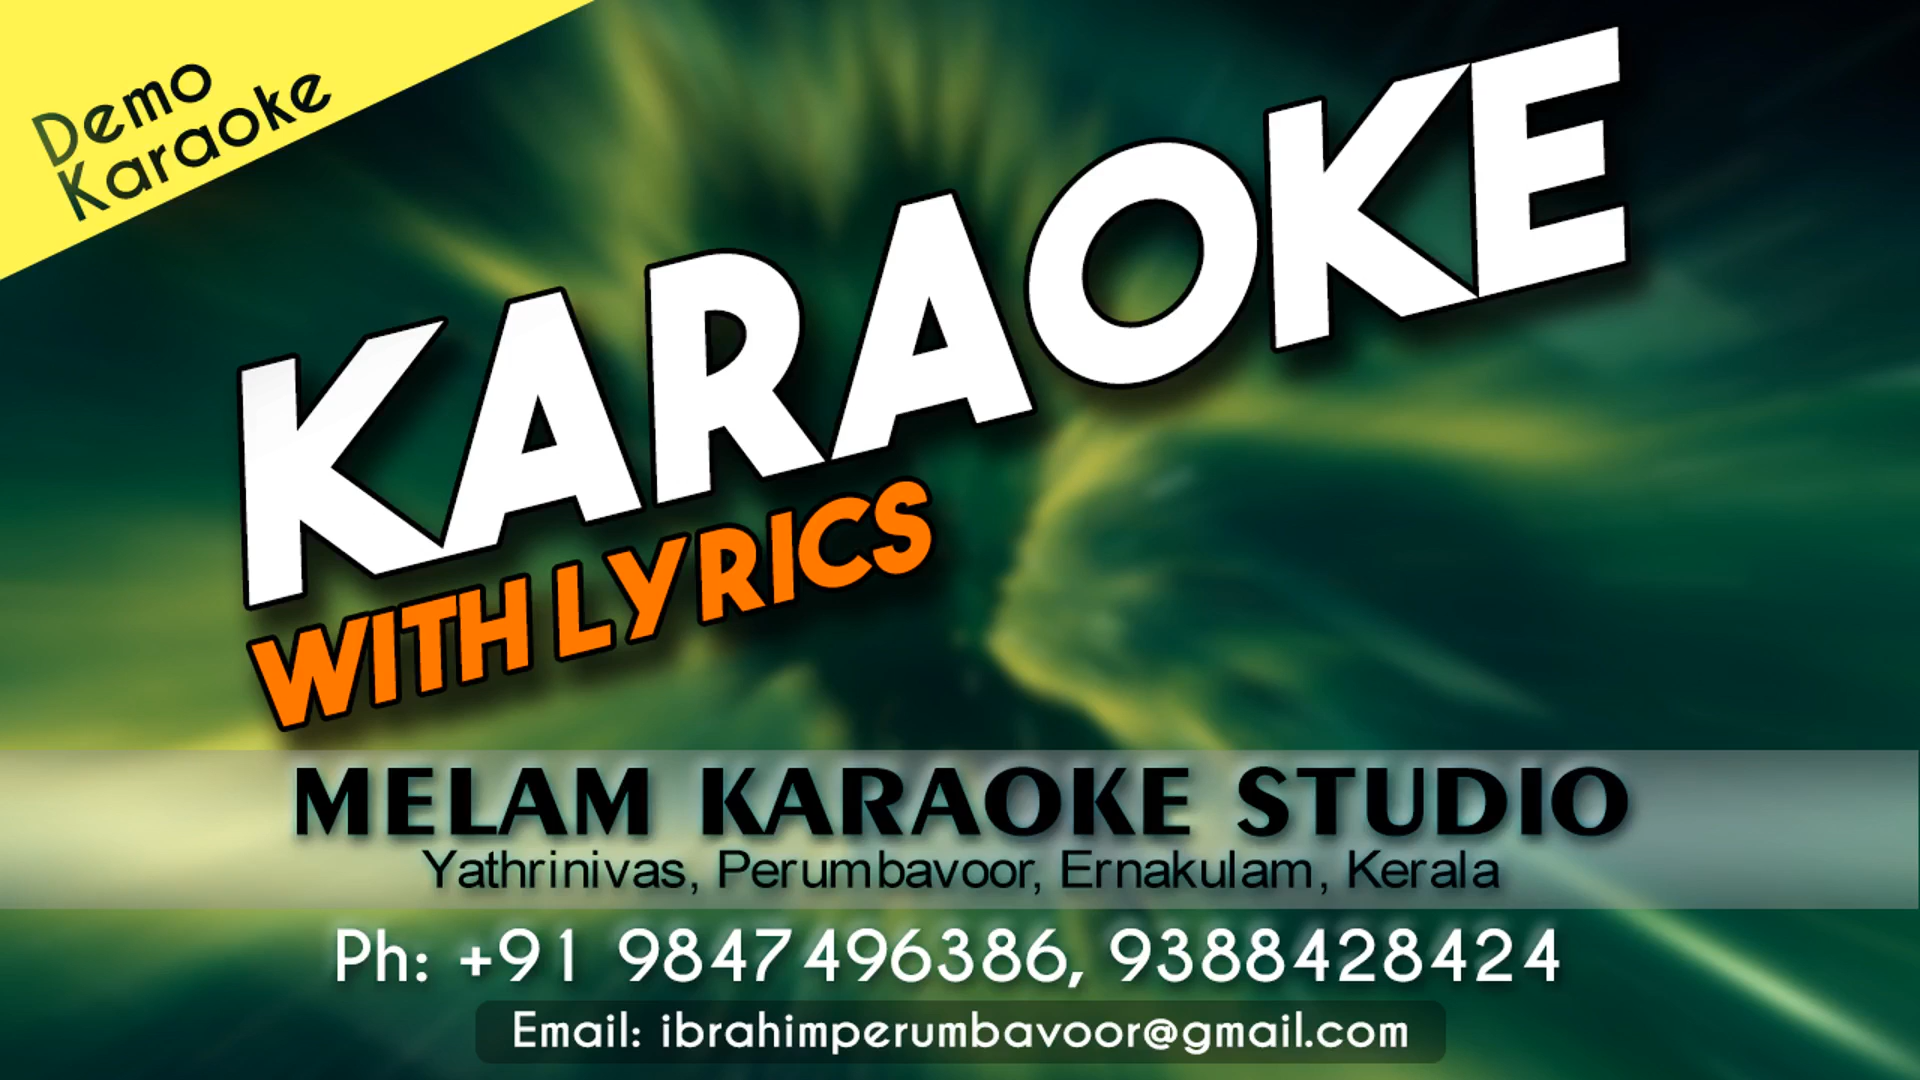 Demo
Karaoke
KARAOKE
WITH LYRICS
MELAM KARAOKE STUDIO
Yathrinivas, Perumbavoor, Ernakulam, Kerala
Ph: +91 9847496386, 9388428424
Email: ibrahimperumbavoor@gmail.com